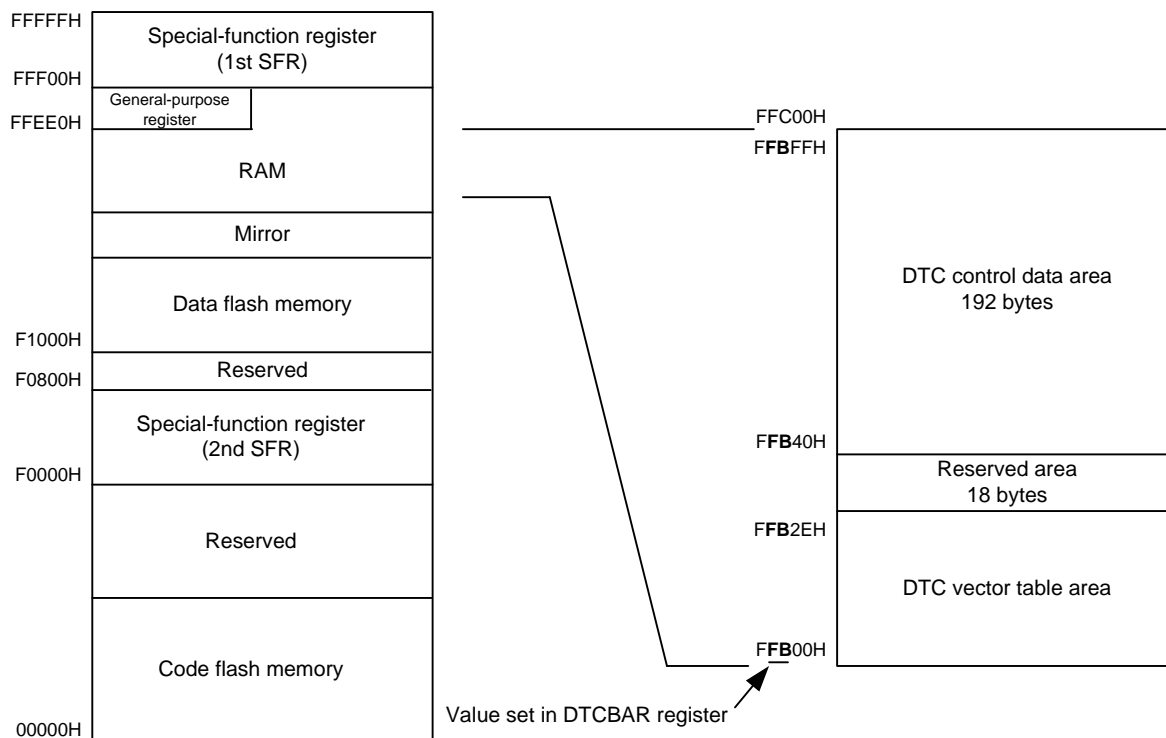 FFFFFH
Special-function register
(1st SFR)
FFF00H
General-purpose
register
FFEE0H
RAM
Mirror
Data flash memory
F1000H
Reserved
F0800H
Special-function register
(2nd SFR)
F0000H
Reserved
Code flash memory
00000H
FFC00H
FFBFFH
DTC control data area
192 bytes
FFB40H
Reserved area
18 bytes
FFB2EH
DTC vector table area
FFB00H
Value set in DTCBAR register